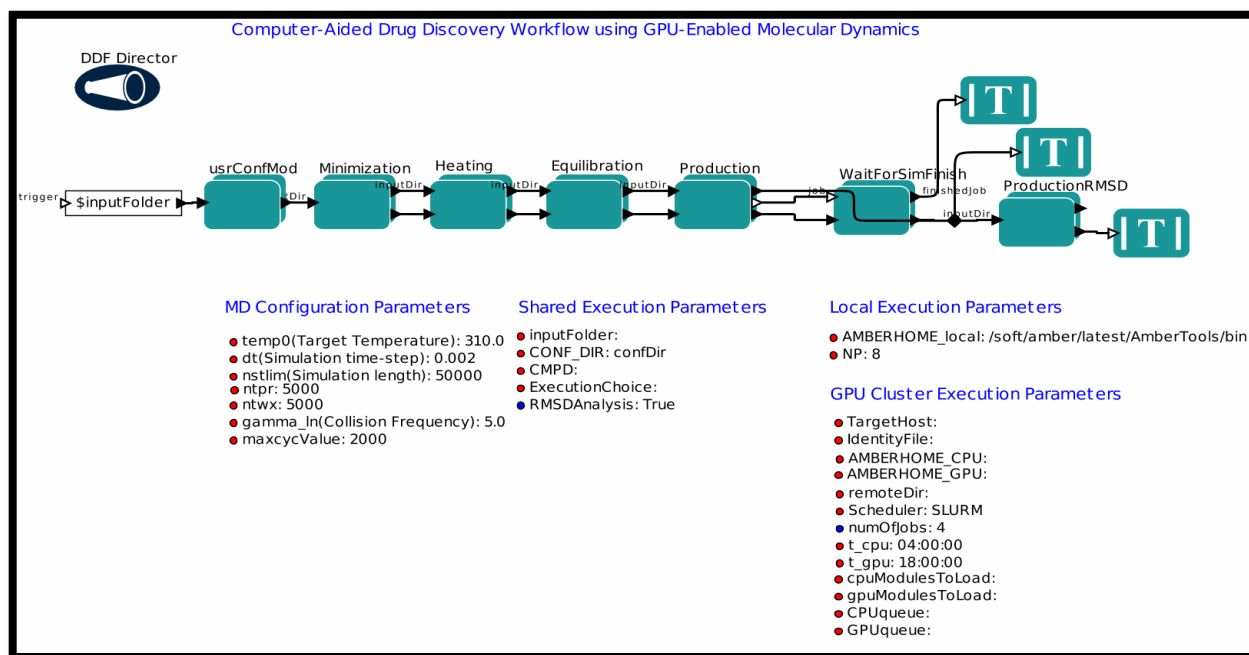 Computer-Aided Drug Discovery Workflow using GPU-Enabled Molecular Dynamics
DDF Director
T
T
T
usrConfMod
Minimization
Heating
Equilibration
Production
WaitForSimFinish
ProductionRMSD
trigger
$inputFolder
Dir
inputDir
inputDir
inputDir
job
finishedJob
inputDir
MD Configuration Parameters
temp0(Target Temperature): 310.0
dt(Simulation time-step): 0.002
nstlim(Simulation length): 50000
ntpr: 5000
ntwx: 5000
gamma_ln(Collision Frequency): 5.0
maxcycValue: 2000
Shared Execution Parameters
inputFolder:
CONF_DIR: confDir
CMPD:
ExecutionChoice:
RMSDAnalysis: True
Local Execution Parameters
AMBERHOME_local: /soft/amber/latest/AmberTools/bin
NP: 8
GPU Cluster Execution Parameters
TargetHost:
IdentityFile:
AMBERHOME_CPU:
AMBERHOME_GPU:
remoteDir:
Scheduler: SLURM
numOfJobs: 4
t_cpu: 04:00:00
t_gpu: 18:00:00
cpuModulesToLoad:
gpuModulesToLoad:
CPUqueue:
GPUqueue: